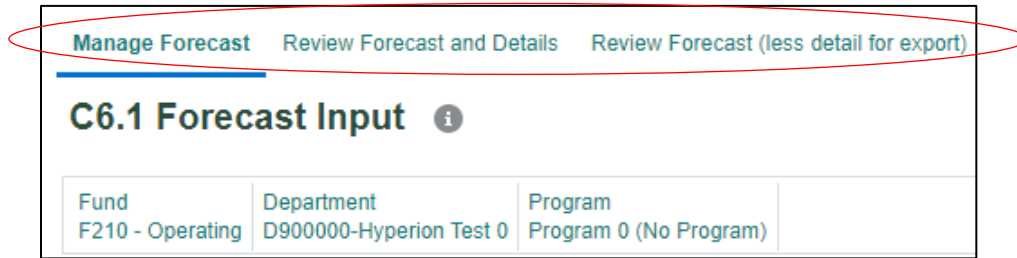 Manage Forecast Review Forecast and Details Review Forecast (less detail for export)
C6.1 Forecast Input
Fund Department Program
F210 - Operating D900000-Hyperion Test 0 Program 0 (No Program)